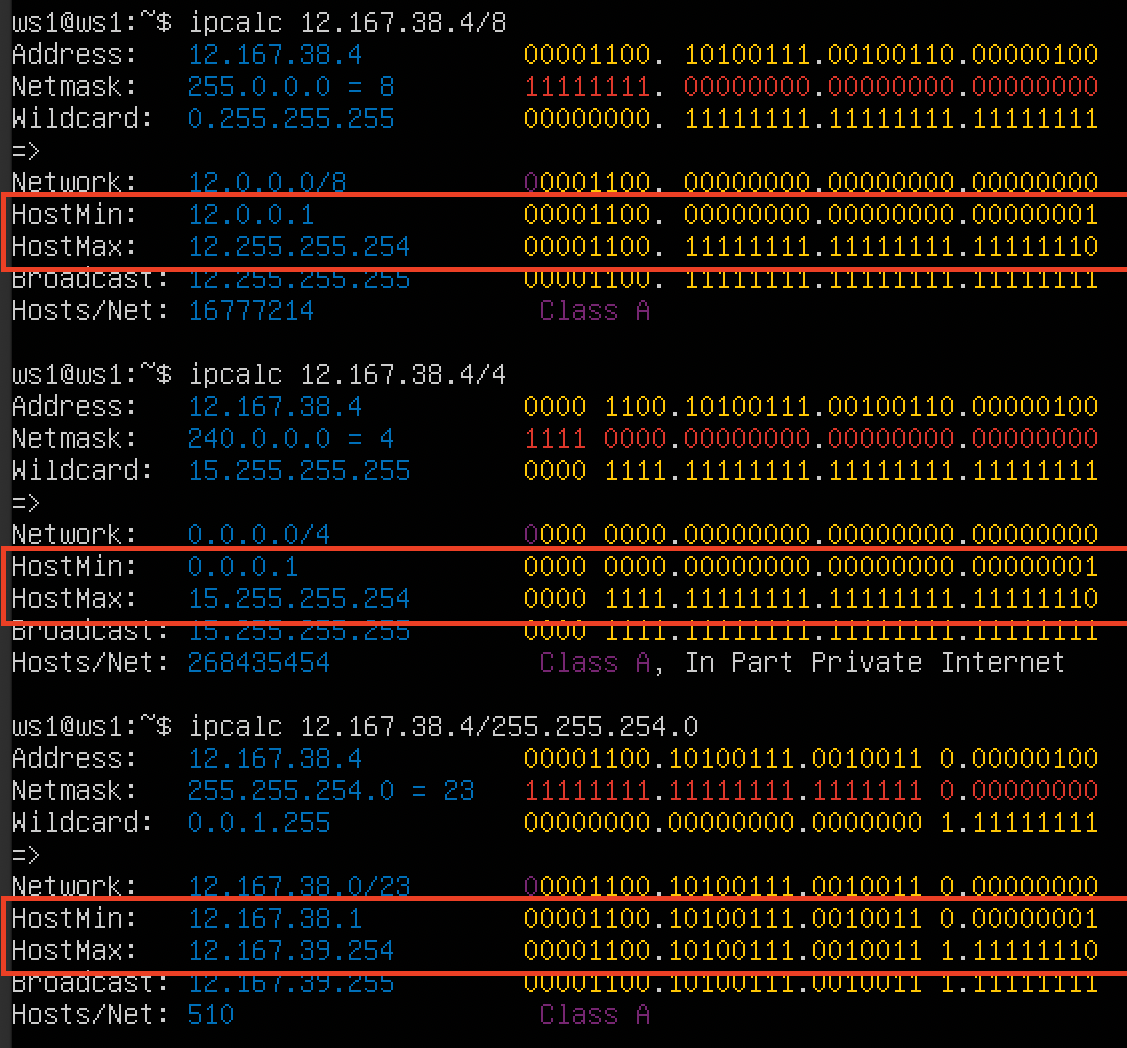 ws1@ws1:~$ ipcalc 12.167.38.4/8
Address:   12.167.38.4          00001100. 10100111.00100110.00000100
Netmask:   255.0.0.0 = 8        11111111. 00000000.00000000.00000000
Wildcard:  0.255.255.255        00000000. 11111111.11111111.11111111
=>
Network:   12.0.0.0/8           00001100. 00000000.00000000.00000000
HostMin:   12.0.0.1             00001100. 00000000.00000000.00000001
HostMax:   12.255.255.254       00001100. 11111111.11111111.11111110
Broadcast: 12.255.255.255       00001100. 11111111.11111111.11111111
Hosts/Net: 16777214              Class A
ws1@ws1:~$ ipcalc 12.167.38.4/4
Address:   12.167.38.4          0000 1100.10100111.00100110.00000100
Netmask:   240.0.0.0 = 4        1111 0000.00000000.00000000.00000000
Wildcard:  15.255.255.255       0000 1111.11111111.11111111.11111111
=>
Network:   0.0.0.0/4            0000 0000.00000000.00000000.00000000
HostMin:   0.0.0.1              0000 0000.00000000.00000000.00000001
HostMax:   15.255.255.254       0000 1111.11111111.11111111.11111110
Broadcast: 15.255.255.255       0000 1111.11111111.11111111.11111111
Hosts/Net: 268435454             Class A, In Part Private Internet
ws1@ws1:~$ ipcalc 12.167.38.4/255.255.254.0
Address:   12.167.38.4          00001100.10100111.0010011 0.00000100
Netmask:   255.255.254.0 = 23   11111111.11111111.1111111 0.00000000
Wildcard:  0.0.1.255            00000000.00000000.0000000 1.11111111
=>
Network:   12.167.38.0/23       00001100.10100111.0010011 0.00000000
HostMin:   12.167.38.1          00001100.10100111.0010011 0.00000001
HostMax:   12.167.39.254        00001100.10100111.0010011 1.11111110
Broadcast: 12.167.39.255        00001100.10100111.0010011 1.11111111
Hosts/Net: 510                   Class A